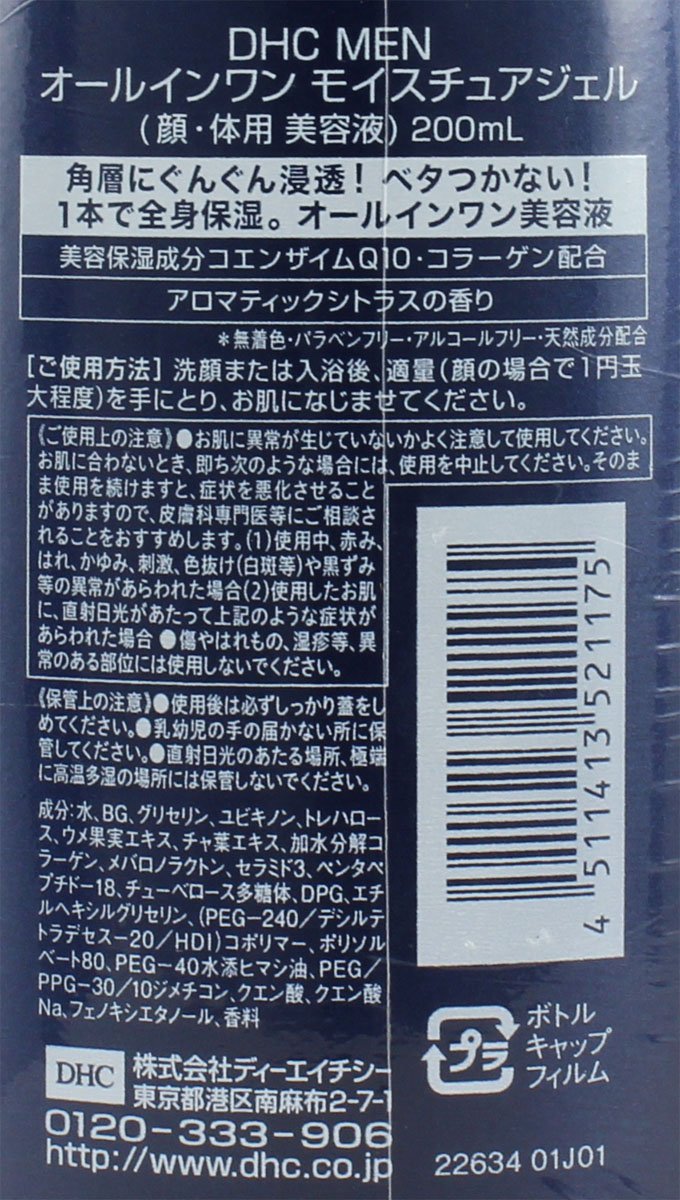 DHC MEN
オールインワン モイスチュアジェル
(顔・体用 美容液) 200mL
角層にぐんぐん浸透！ベタつかない！
1本で全身保湿。オールインワン美容液
美容保湿成分コエンザイムQ10・コラーゲン配合
アロマティックシトラスの香り
＊無着色・パラベンフリー・アルコールフリー・天然成分配合
[ご使用方法] 洗顔または入浴後、適量(顔の場合で1円玉
大程度)を手にとり、お肌になじませてください。
《ご使用上の注意》●お肌に異常が生じていないかよく注意して使用してください。
お肌に合わないとき、即ち次のような場合には、使用を中止してください。そのま
ま使用を続けますと、症状を悪化させること
がありますので、皮膚科専門医等にご相談さ
れることをおすすめします。(1)使用中、赤み、
はれ、かゆみ、刺激、色抜け(白斑等)や黒ずみ
等の異常があらわれた場合(2)使用したお肌
に、直射日光があたって上記のような症状が
あらわれた場合 ●傷やはれもの、湿疹等、異
常のある部位には使用しないでください。
《保管上の注意》●使用後は必ずしっかり蓋をし
めてください。●乳幼児の手の届かない所に保
管してください。●直射日光のあたる場所、極端
に高温多湿の場所には保管しないでください。
成分：水、BG、グリセリン、ユビキノン、トレハロー
ス、ウメ果実エキス、チャ葉エキス、加水分解コ
ラーゲン、メバロノラクトン、セラミド3、ペンタペ
プチド-18、チューベロース多糖体、DPG、エチ
ルヘキシルグリセリン、(PEG-240/デシルテ
トラデセス-20/HDI)コポリマー、ポリソル
ベート80、PEG-40水添ヒマシ油、PEG/
PPG-30/10ジメチコン、クエン酸、クエン酸
Na、フェノキシエタノール、香料
4 511413 521175
プラ
ボトル
キャップ
フィルム
DHC 株式会社ディーエイチシー
東京都港区南麻布2-7-1
0120-333-906
http://www.dhc.co.jp
22634 01J01